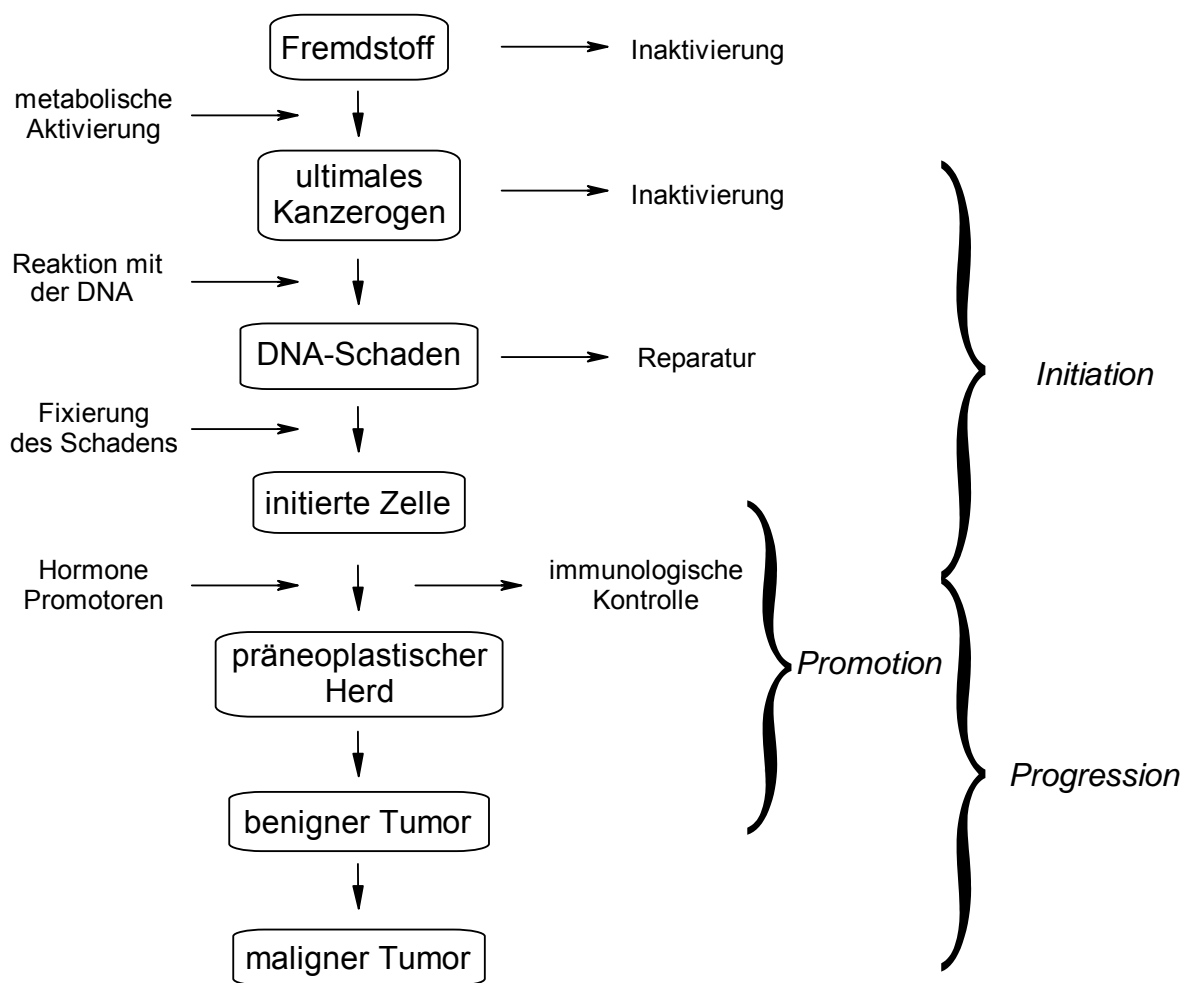 Fremdstoff
Inaktivierung
metabolische
Aktivierung
ultimales
Kanzerogen
Inaktivierung
Reaktion mit
der DNA
DNA-Schaden
Reparatur
Initiation
Fixierung
des Schadens
initierte Zelle
Hormone
Promotoren
immunologische
Kontrolle
präneoplastischer
Herd
Promotion
Progression
benigner Tumor
maligner Tumor